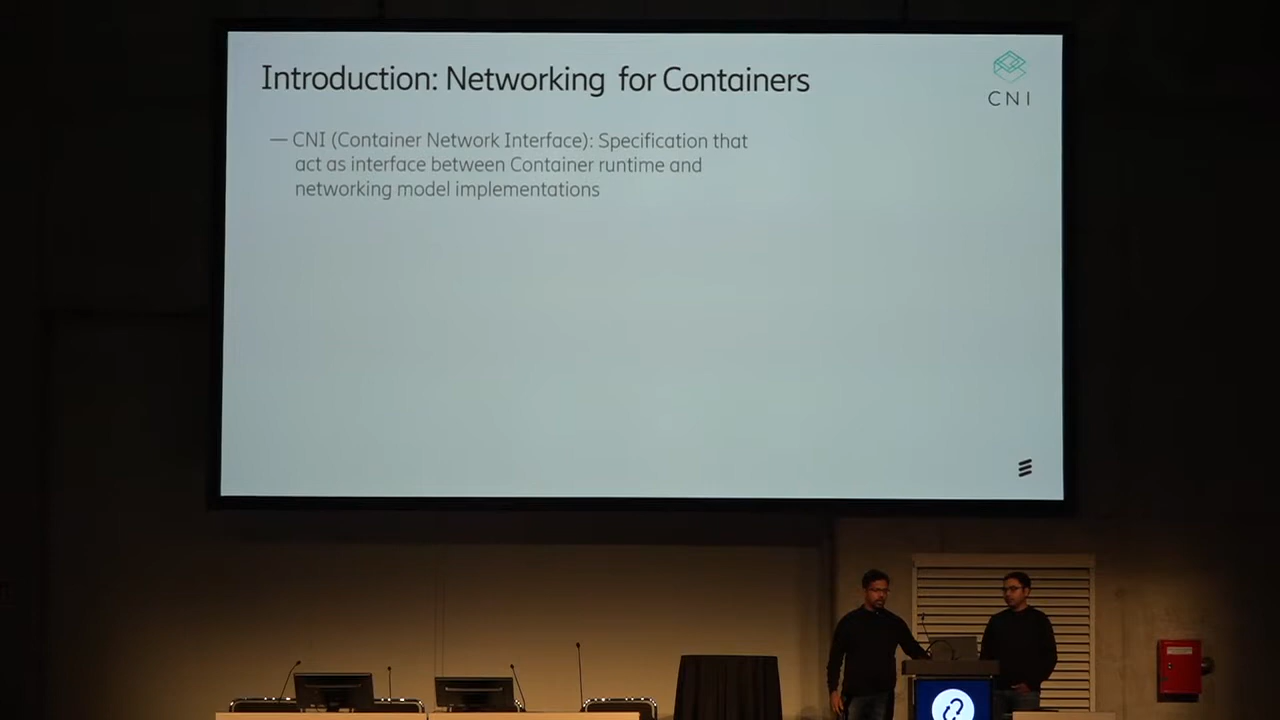 Introduction: Networking for Containers
CNI
— CNI (Container Network Interface): Specification that
act as interface between Container runtime and
networking model implementations